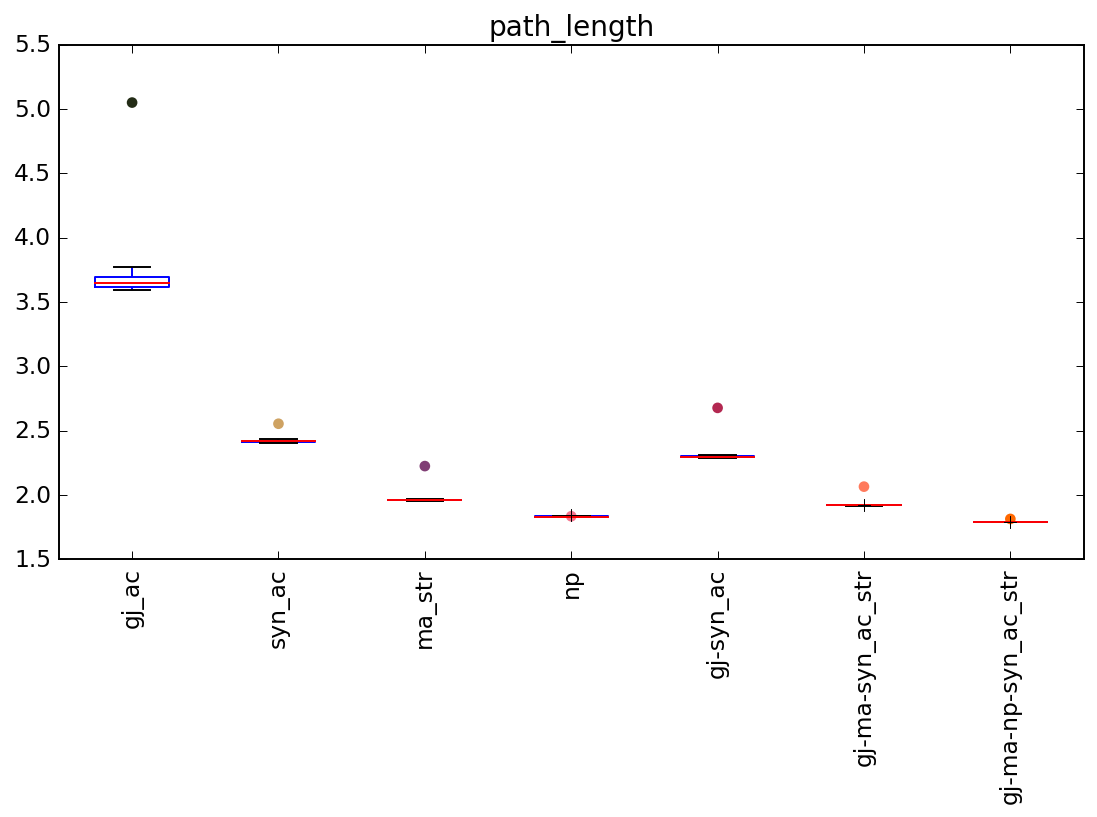 path_length
5.5
5.0
4.5
4.0
3.5
3.0
2.5
2.0
1.5
gj_ac
syn_ac
ma_str
np
gj-syn_ac
gj-ma-syn_ac_str
gj-ma-np-syn_ac_str